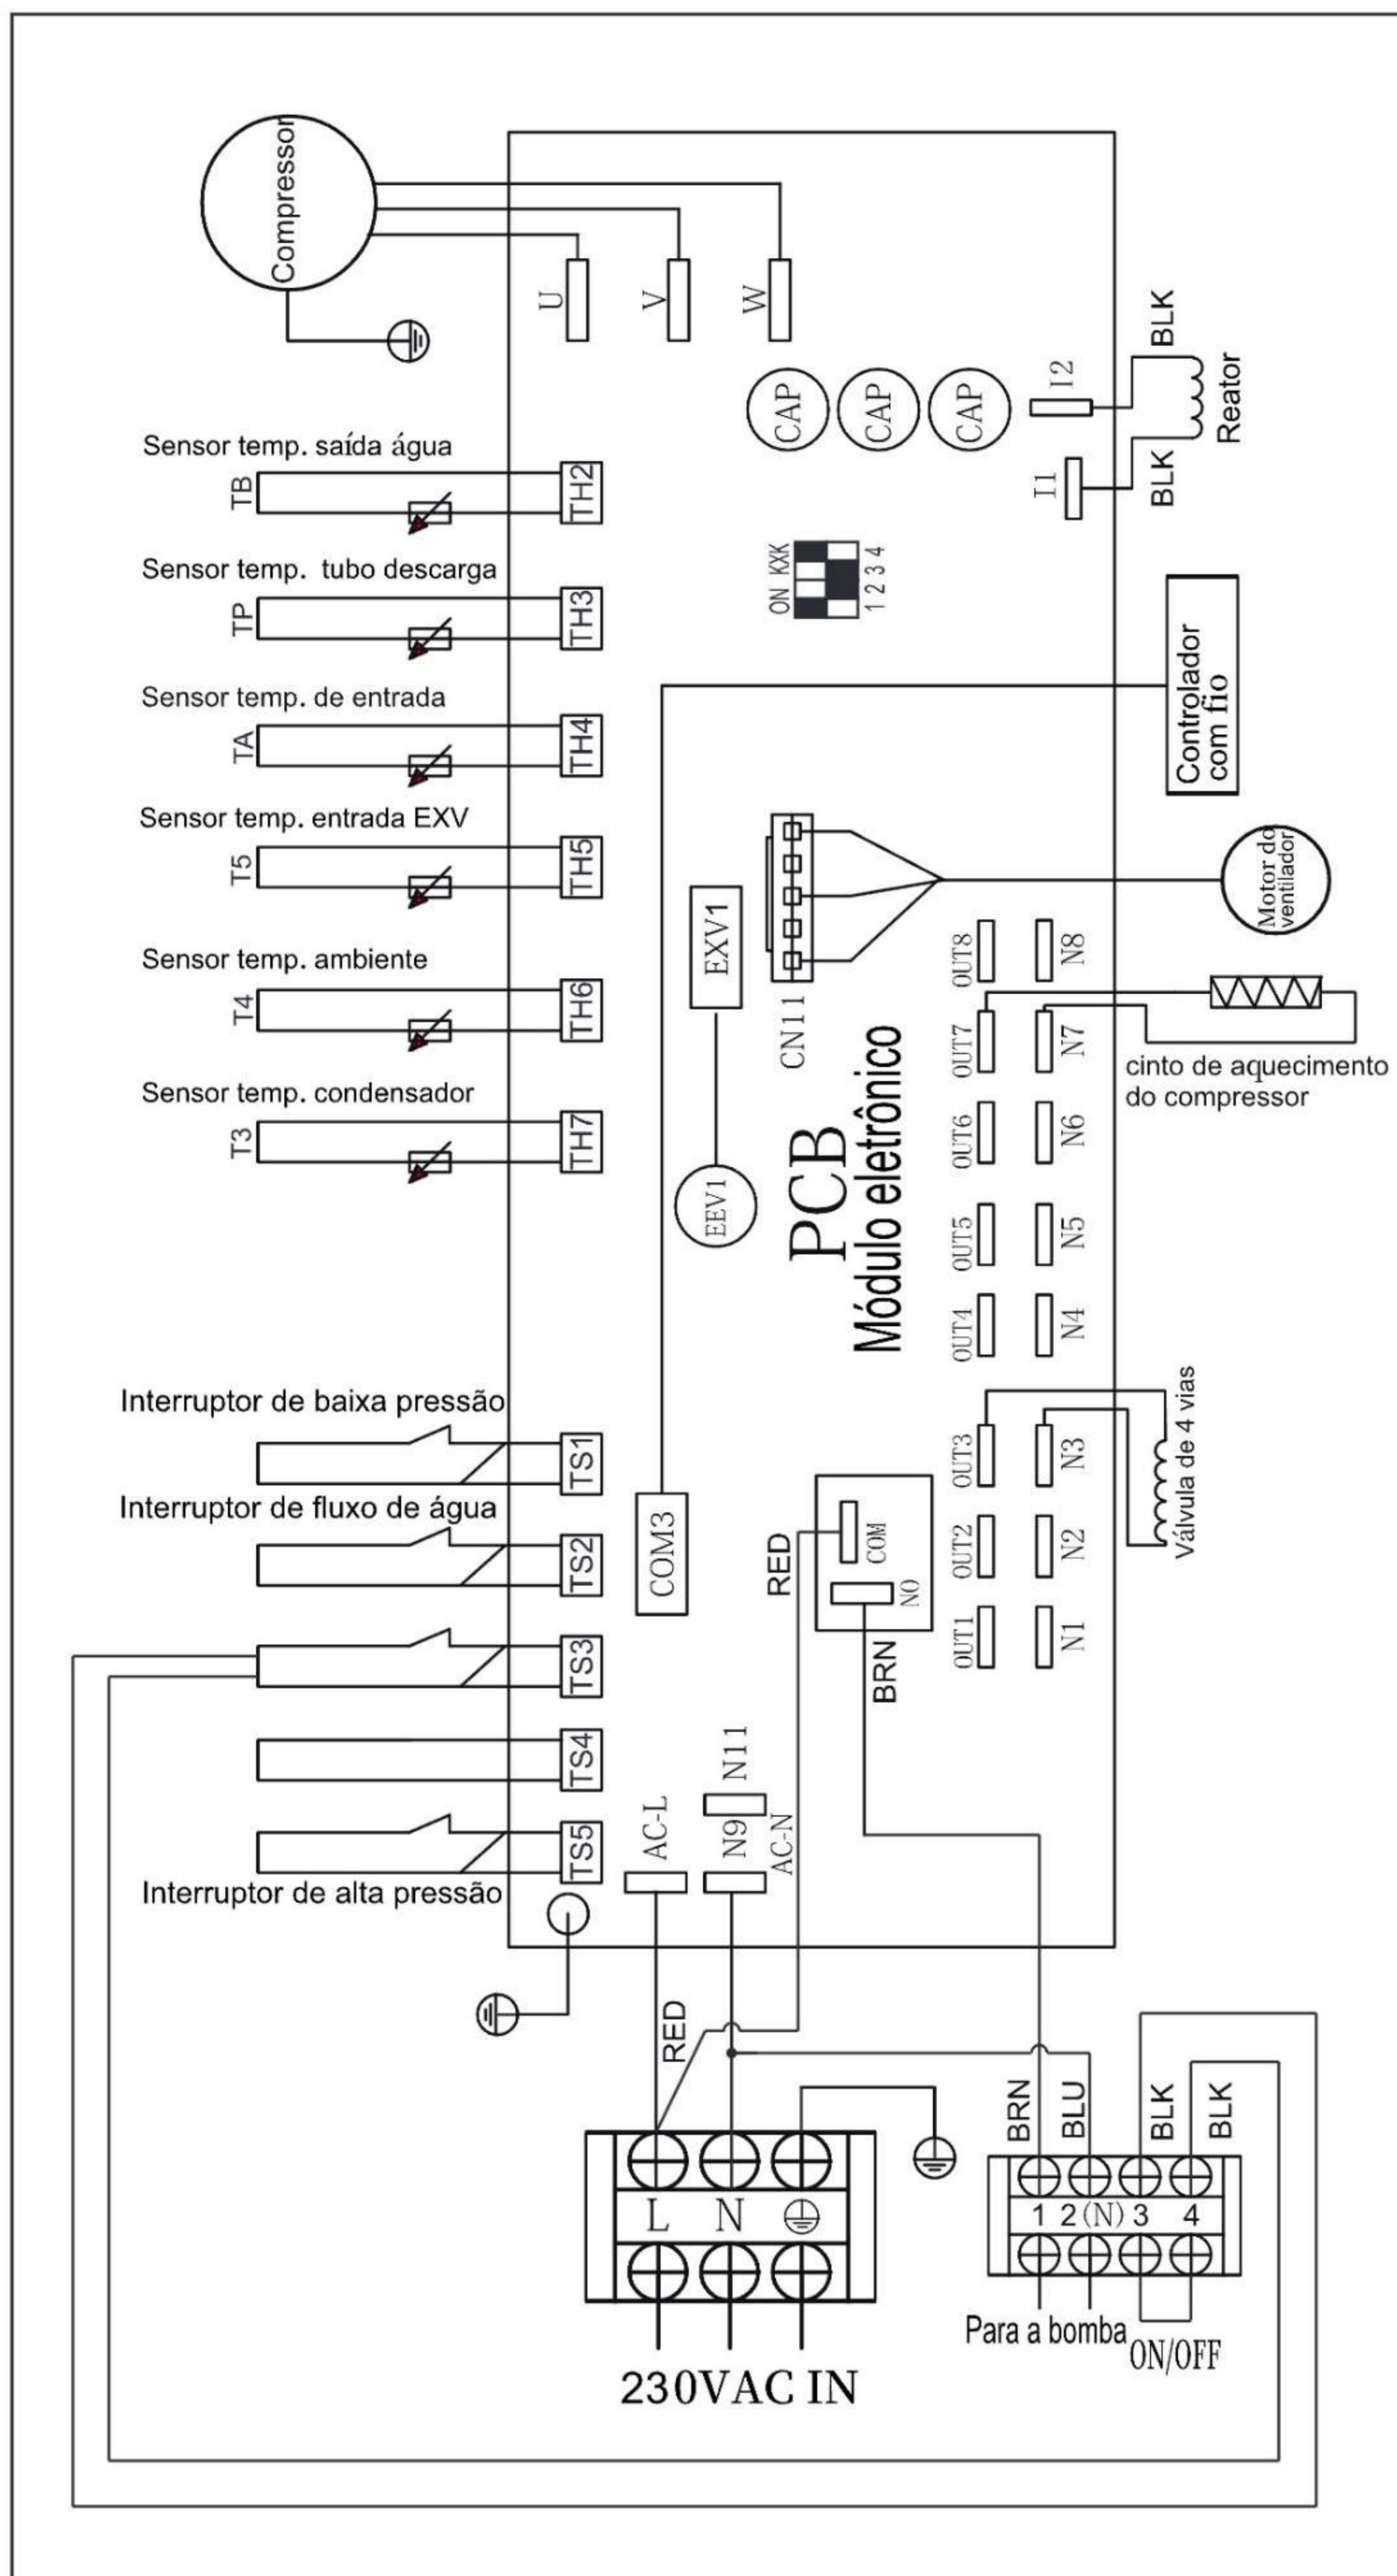 Compressor
U
V
W
CAP
CAP
CAP
I2
I1
BLK
BLK
Reator
Sensor temp. saída água
TB
TH2
Sensor temp. tubo descarga
TP
TH3
ON KXK
1 2 3 4
Sensor temp. de entrada
TA
TH4
Controlador
com fio
Sensor temp. entrada EXV
T5
TH5
EXV1
CN11
Motor do
ventilador
Sensor temp. ambiente
T4
TH6
Sensor temp. condensador
T3
TH7
EEV1
PCB
Módulo eletrônico
OUT8
N8
OUT7
N7
cinto de aquecimento
do compressor
OUT6
N6
OUT5
N5
OUT4
N4
OUT3
N3
OUT2
N2
OUT1
N1
Válvula de 4 vias
Interruptor de baixa pressão
TS1
Interruptor de fluxo de água
TS2
COM3
RED
COM
NO
BRN
TS3
TS4
TS5
Interruptor de alta pressão
AC-L
N11
N9
AC-N
RED
BRN
BLU
BLK
BLK
L N
1 2(N) 3 4
Para a bomba
ON/OFF
230VAC IN